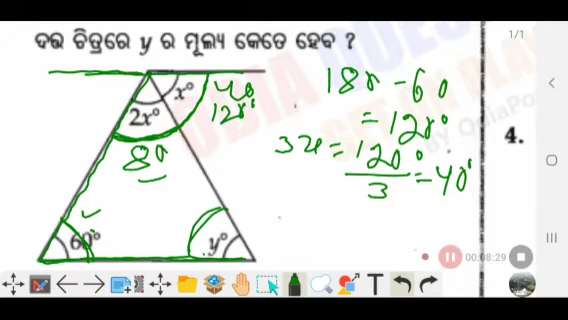 1/1
ଦତ୍ତ ଚିତ୍ରରେ y ର ମୂଲ୍ୟ କେତେ ହେବ ?
x°
40
2x°
120°
80
60°
y°
180 - 60
= 120°
3x = 120°
3
= 40°
4.
00:08:29
T